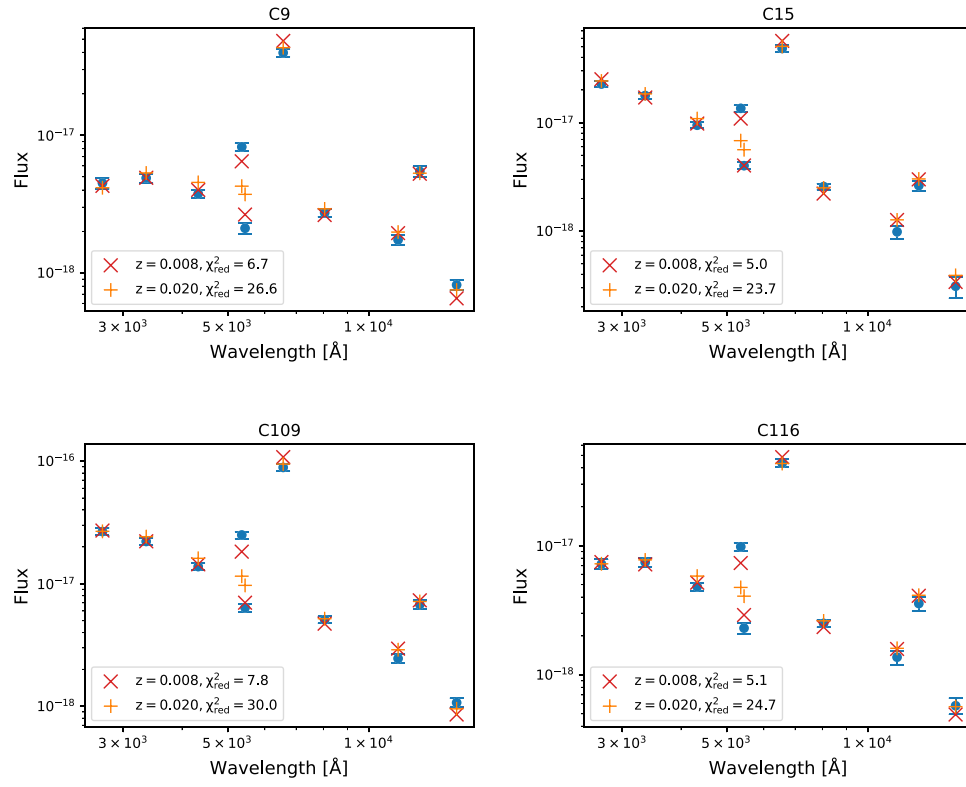 C9
10⁻¹⁷
10⁻¹⁸
Flux
z = 0.008, χ²red = 6.7
z = 0.020, χ²red = 26.6
3 × 10³ 5 × 10³ 1 × 10⁴
Wavelength [Å]
C15
10⁻¹⁷
10⁻¹⁸
Flux
z = 0.008, χ²red = 5.0
z = 0.020, χ²red = 23.7
3 × 10³ 5 × 10³ 1 × 10⁴
Wavelength [Å]
C109
10⁻¹⁶
10⁻¹⁷
10⁻¹⁸
Flux
z = 0.008, χ²red = 7.8
z = 0.020, χ²red = 30.0
3 × 10³ 5 × 10³ 1 × 10⁴
Wavelength [Å]
C116
10⁻¹⁷
10⁻¹⁸
Flux
z = 0.008, χ²red = 5.1
z = 0.020, χ²red = 24.7
3 × 10³ 5 × 10³ 1 × 10⁴
Wavelength [Å]